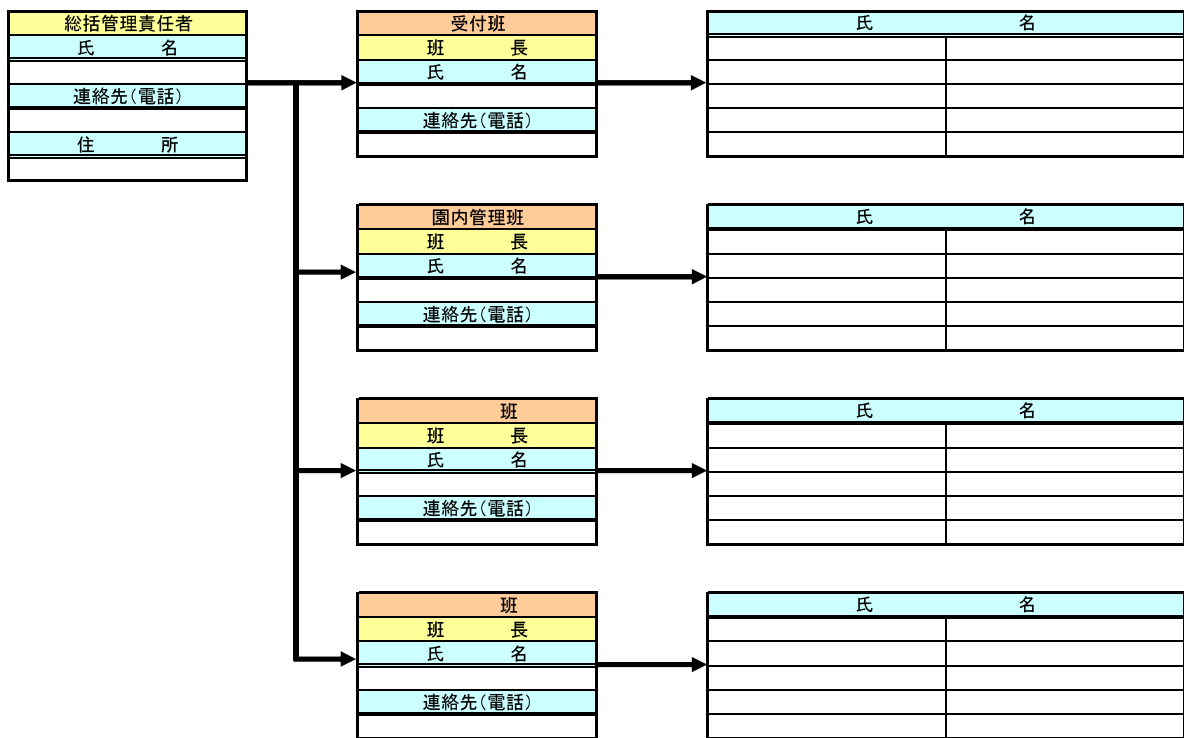 総括管理責任者
氏　　　名
連絡先（電話）
住　　　所
受付班
班　　　長
氏　　　名
連絡先（電話）
氏　　　　　　名
園内管理班
班　　　長
氏　　　名
連絡先（電話）
氏　　　　　　名
班
班　　　長
氏　　　名
連絡先（電話）
氏　　　　　　名
班
班　　　長
氏　　　名
連絡先（電話）
氏　　　　　　名